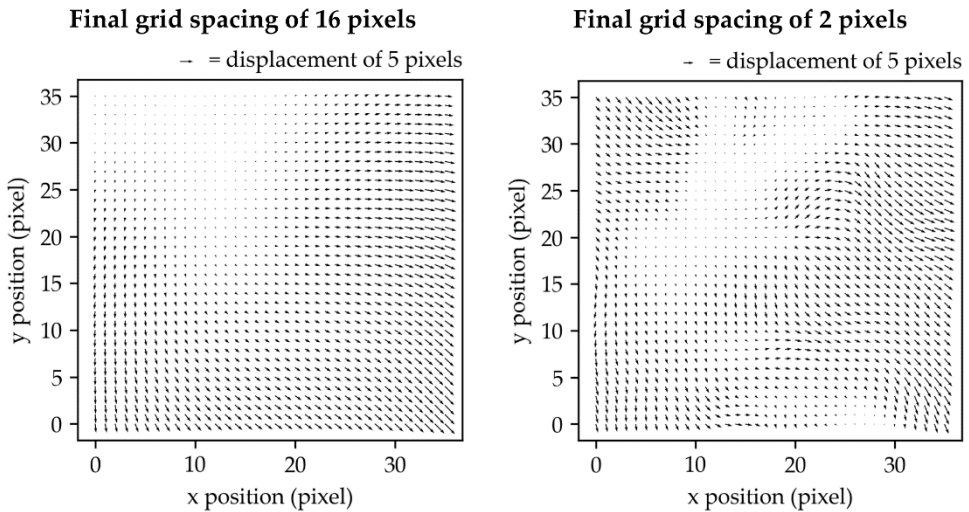 Final grid spacing of 16 pixels
→ = displacement of 5 pixels
35
30
25
20
15
10
5
0
y position (pixel)
0 10 20 30
x position (pixel)
Final grid spacing of 2 pixels
→ = displacement of 5 pixels
35
30
25
20
15
10
5
0
y position (pixel)
0 10 20 30
x position (pixel)